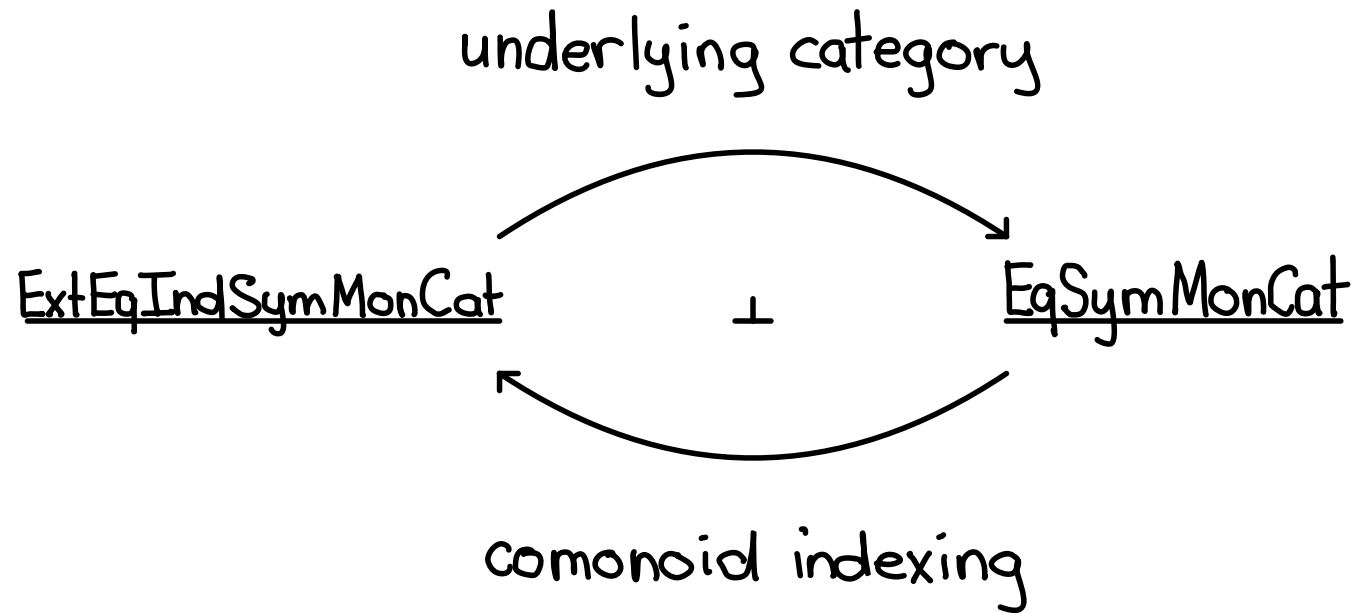 underlying category
ExtEqIndSymMonCat
⊥
EqSymMonCat
comonoid indexing